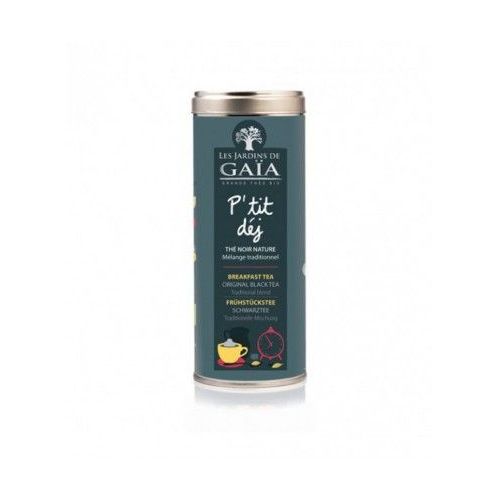 LES JARDINS DE
GAÏA
GRANDS THÉS BIO
P'tit
déj
THÉ NOIR NATURE
Mélange traditionnel
BREAKFAST TEA
ORIGINAL BLACK TEA
Traditional blend
FRÜHSTÜCKSTEE
SCHWARZTEE
Traditionelle Mischung